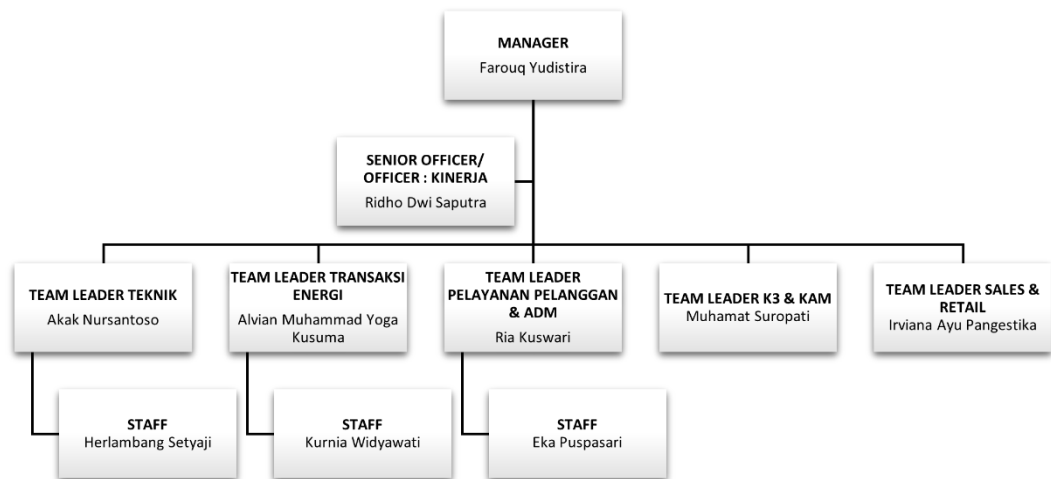 MANAGER
Farouq Yudistira
SENIOR OFFICER/
OFFICER : KINERJA
Ridho Dwi Saputra
TEAM LEADER TEKNIK
Akak Nursantoso
TEAM LEADER TRANSAKSI
ENERGI
Alvian Muhammad Yoga
Kusuma
TEAM LEADER
PELAYANAN PELANGGAN
& ADM
Ria Kuswari
TEAM LEADER K3 & KAM
Muhamat Suropati
TEAM LEADER SALES &
RETAIL
Irviana Ayu Pangestika
STAFF
Herlambang Setyaji
STAFF
Kurnia Widyawati
STAFF
Eka Puspasari